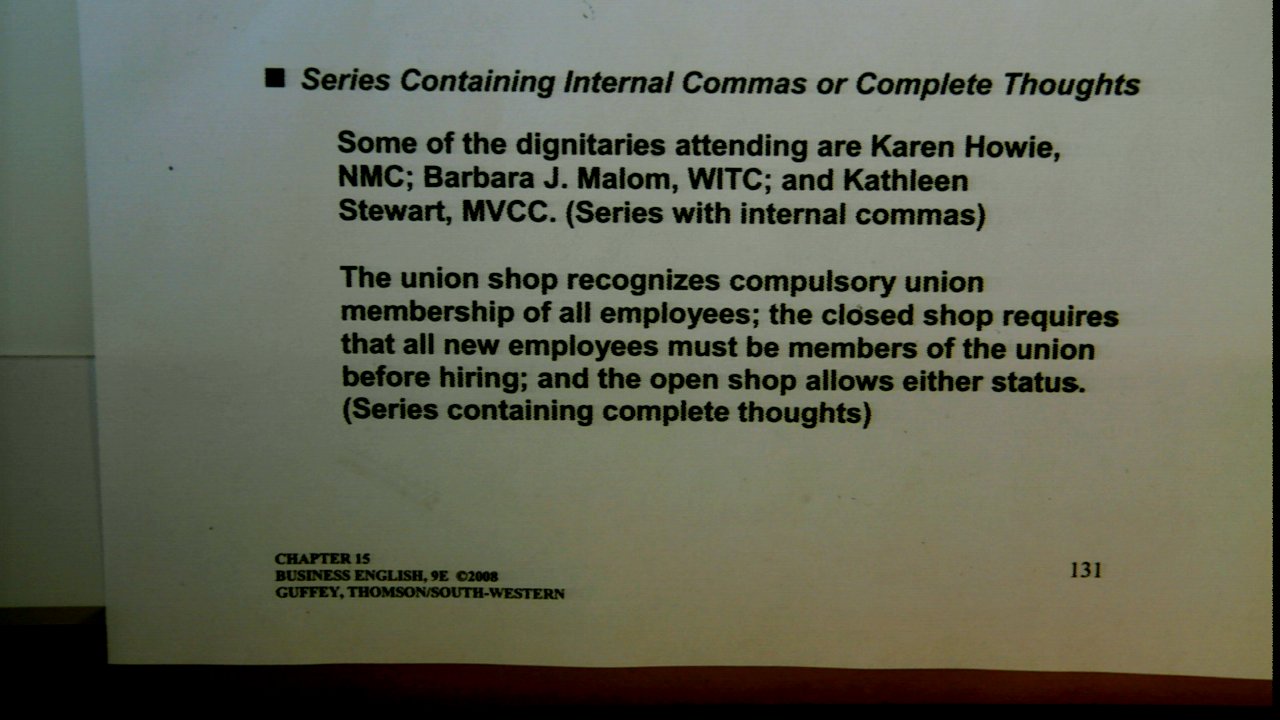 ■ Series Containing Internal Commas or Complete Thoughts
Some of the dignitaries attending are Karen Howie,
NMC; Barbara J. Malom, WITC; and Kathleen
Stewart, MVCC. (Series with internal commas)
The union shop recognizes compulsory union
membership of all employees; the closed shop requires
that all new employees must be members of the union
before hiring; and the open shop allows either status.
(Series containing complete thoughts)
CHAPTER 15
BUSINESS ENGLISH, 9E ©2008
GUFFEY, THOMSON/SOUTH-WESTERN
131